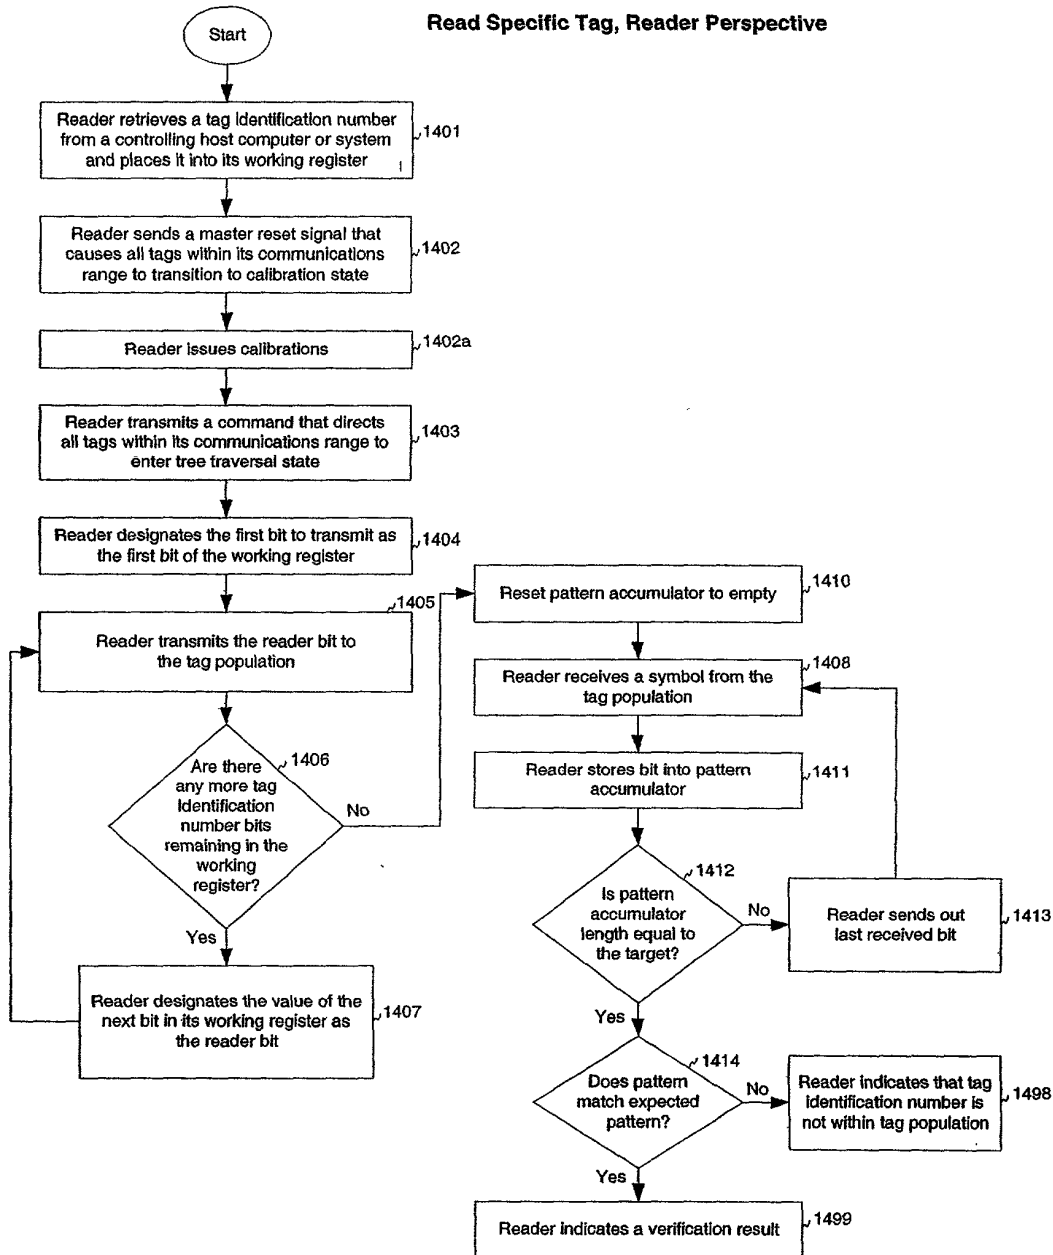 Read Specific Tag, Reader Perspective
Start
Reader retrieves a tag identification number
from a controlling host computer or system
and places it into its working register
1401
Reader sends a master reset signal that
causes all tags within its communications
range to transition to calibration state
1402
Reader issues calibrations
1402a
Reader transmits a command that directs
all tags within its communications range to
enter tree traversal state
1403
Reader designates the first bit to transmit as
the first bit of the working register
1404
1405
Reader transmits the reader bit to
the tag population
1406
Are there
any more tag
Identification
number bits
remaining in the
working
register?
No
Yes
Reader designates the value of the
next bit in its working register as
the reader bit
1407
1410
Reset pattern accumulator to empty
1408
Reader receives a symbol from the
tag population
Reader stores bit into pattern
accumulator
1411
1412
Is pattern
accumulator
length equal to
the target?
No
Reader sends out
last received bit
1413
Yes
1414
Does pattern
match expected
pattern?
No
Reader indicates that tag
identification number is
not within tag population
1498
Yes
Reader indicates a verification result
1499